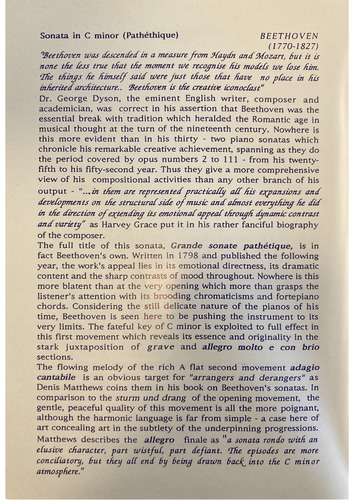 Sonata in C minor (Pathéthique) BEETHOVEN
(1770-1827)
"Beethoven was descended in a measure from Haydn and Mozart, but it is
none the less true that the moment we recognise his models we lose him.
The things he himself said were just those that have no place in his
inherited architecture.. Beethoven is the creative iconoclast"
Dr. George Dyson, the eminent English writer, composer and
academician, was correct in his assertion that Beethoven was the
essential break with tradition which heralded the Romantic age in
musical thought at the turn of the nineteenth century. Nowhere is
this more evident than in his thirty - two piano sonatas which
chronicle his remarkable creative achievement, spanning as they do
the period covered by opus numbers 2 to 111 - from his twenty-
fifth to his fifty-second year. Thus they give a more comprehensive
view of his compositional activities than any other branch of his
output - "...in them are represented practically all his expansions and
developments on the structural side of music and almost everything he did
in the direction of extending its emotional appeal through dynamic contrast
and variety" as Harvey Grace put it in his rather fanciful biography
of the composer.
The full title of this sonata, Grande sonate pathétique, is in
fact Beethoven's own. Written in 1798 and published the following
year, the work's appeal lies in its emotional directness, its dramatic
content and the sharp contrasts of mood throughout. Nowhere is this
more blatent than at the very opening which more than grasps the
listener's attention with its brooding chromaticisms and fortepiano
chords. Considering the still delicate nature of the pianos of his
time, Beethoven is seen here to be pushing the instrument to its
very limits. The fateful key of C minor is exploited to full effect in
this first movement which reveals its essence and originality in the
stark juxtaposition of grave and allegro molto e con brio
sections.
The flowing melody of the rich A flat second movement adagio
cantabile is an obvious target for "arrangers and derangers" as
Denis Matthews coins them in his book on Beethoven's sonatas. In
comparison to the sturm und drang of the opening movement, the
gentle, peaceful quality of this movement is all the more poignant,
although the harmonic language is far from simple - a case here of
art concealing art in the subtlety of the underpinning progressions.
Matthews describes the allegro finale as "a sonata rondo with an
elusive character, part wistful, part defiant. The episodes are more
conciliatory, but they all end by being drawn back into the C minor
atmosphere."